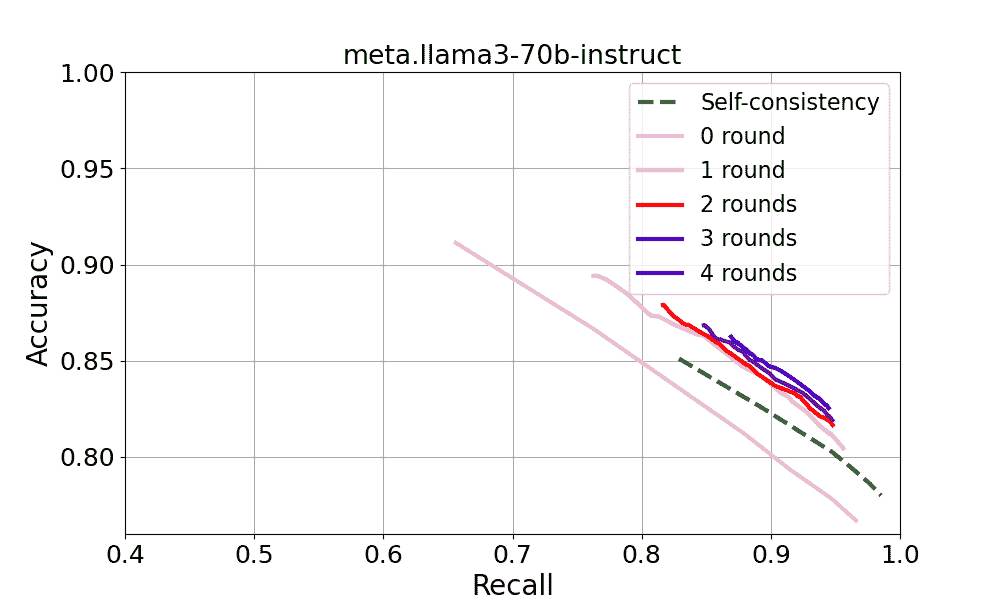 meta.llama3-70b-instruct
Accuracy
1.00
0.95
0.90
0.85
0.80
Self-consistency
0 round
1 round
2 rounds
3 rounds
4 rounds
0.4 0.5 0.6 0.7 0.8 0.9 1.0
Recall